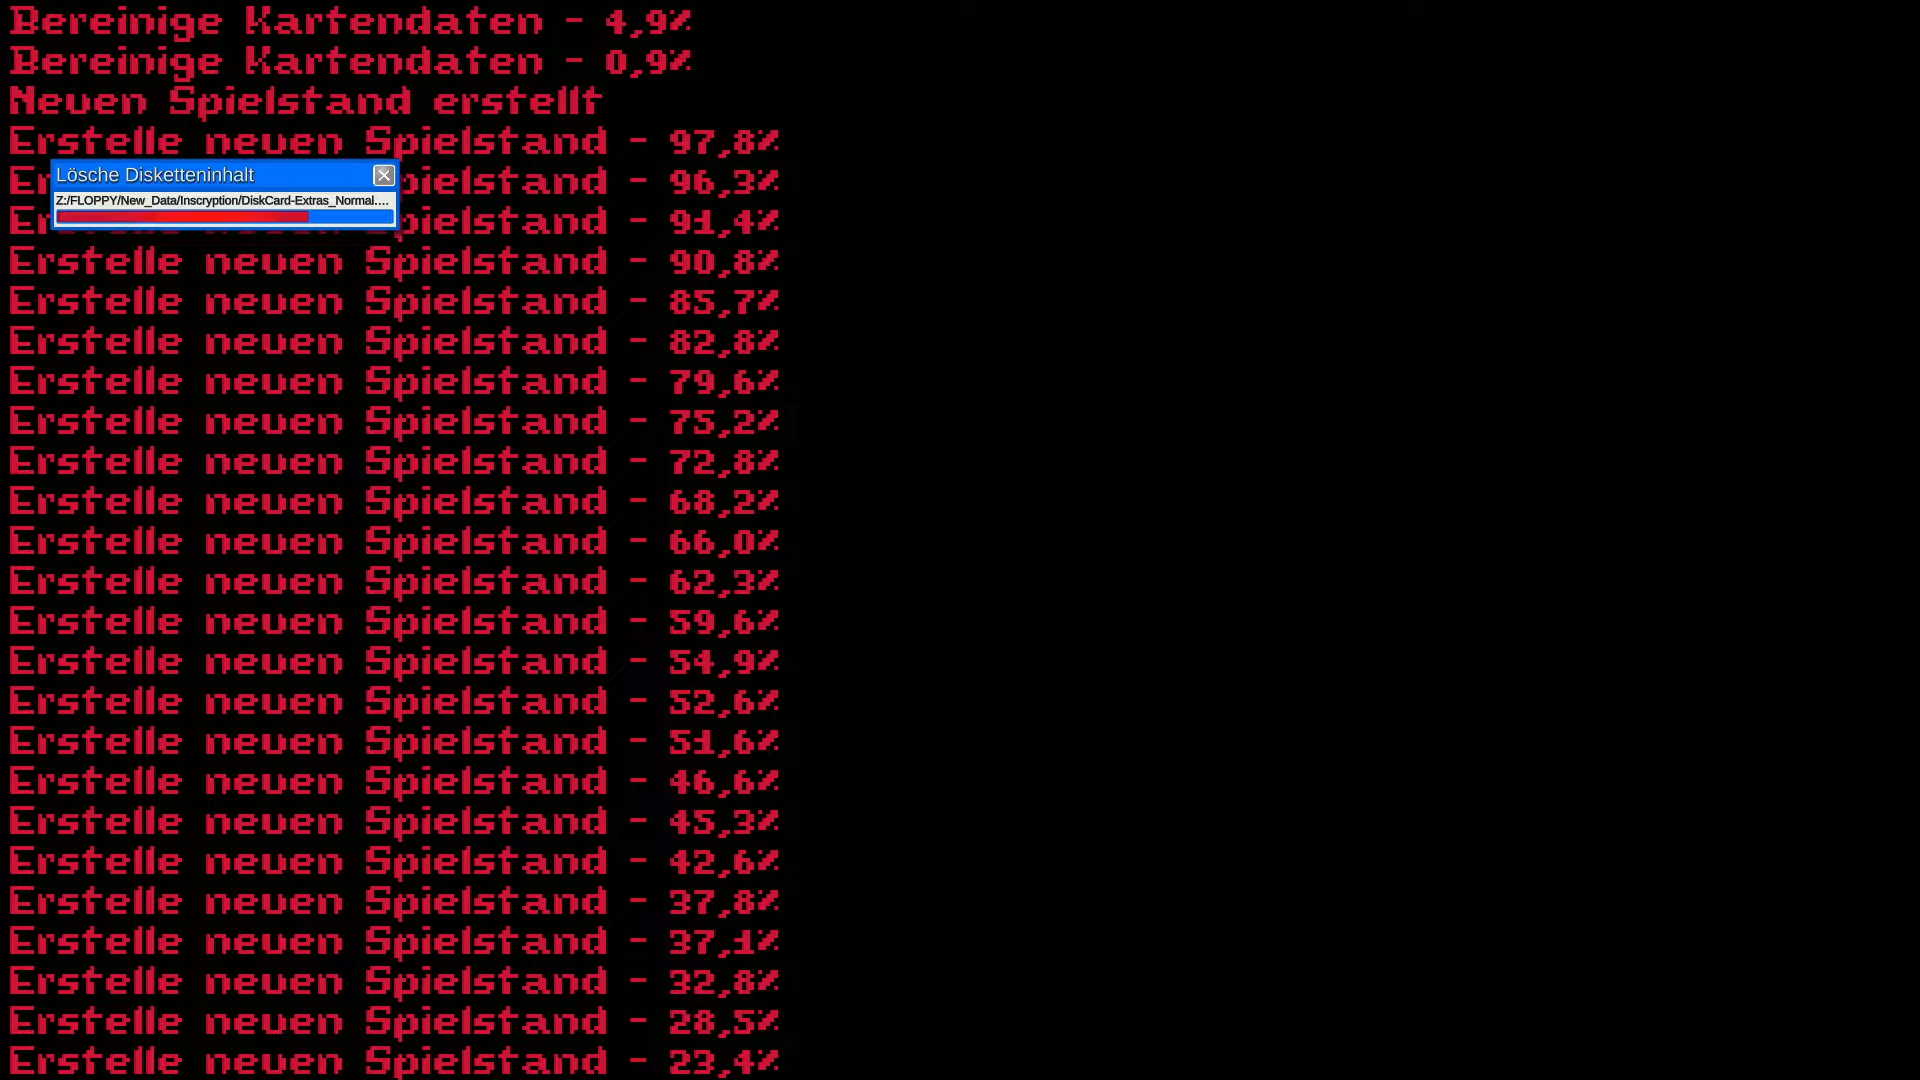 Bereinige Kartendaten - 4,9%
Bereinige Kartendaten - 0,9%
Neuen Spielstand erstellt
Erstelle neuen Spielstand - 97,8%
Lösche Disketteninhalt
Z:/FLOPPY/New_Data/Inscryption/DiskCard-Extras_Normal....
pielstand - 96,3%
pielstand - 91,4%
Erstelle neuen Spielstand - 90,8%
Erstelle neuen Spielstand - 85,7%
Erstelle neuen Spielstand - 82,8%
Erstelle neuen Spielstand - 79,6%
Erstelle neuen Spielstand - 75,2%
Erstelle neuen Spielstand - 72,8%
Erstelle neuen Spielstand - 68,2%
Erstelle neuen Spielstand - 66,0%
Erstelle neuen Spielstand - 62,3%
Erstelle neuen Spielstand - 59,6%
Erstelle neuen Spielstand - 54,9%
Erstelle neuen Spielstand - 52,6%
Erstelle neuen Spielstand - 51,6%
Erstelle neuen Spielstand - 46,6%
Erstelle neuen Spielstand - 45,3%
Erstelle neuen Spielstand - 42,6%
Erstelle neuen Spielstand - 37,8%
Erstelle neuen Spielstand - 37,1%
Erstelle neuen Spielstand - 32,8%
Erstelle neuen Spielstand - 28,5%
Erstelle neuen Spielstand - 23,4%